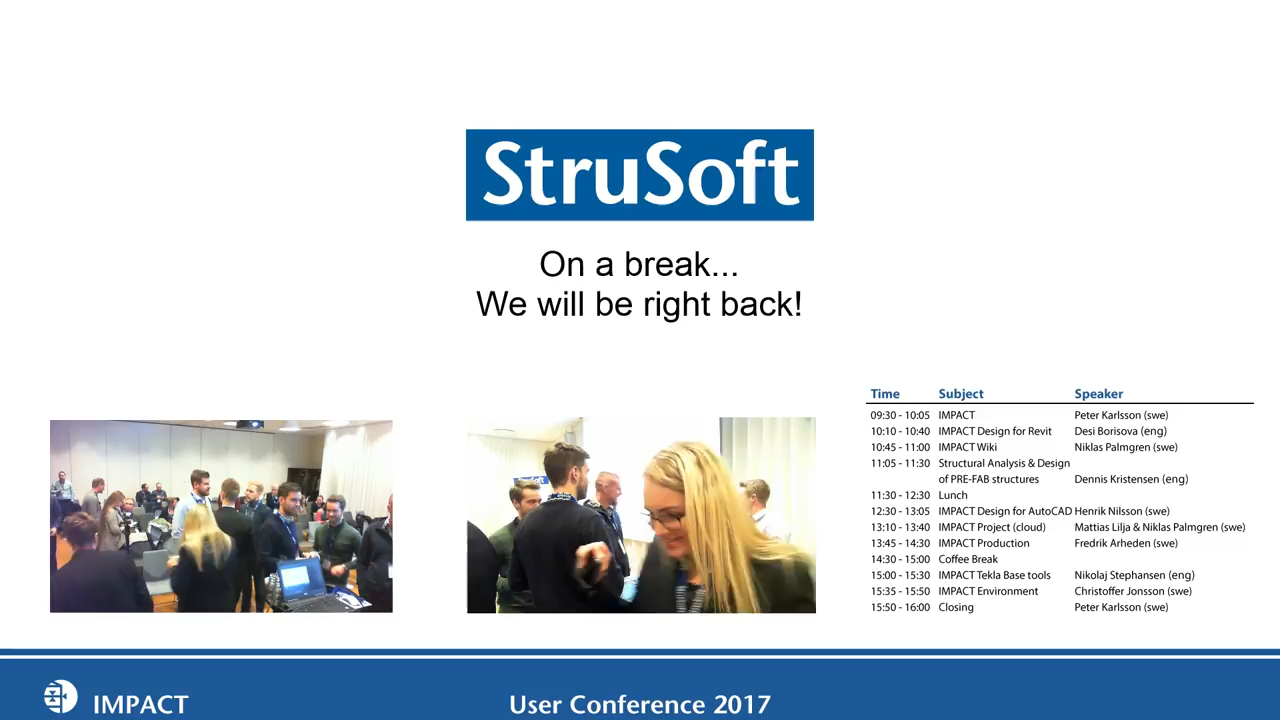 StruSoft
On a break...
We will be right back!
Time Subject Speaker
09:30 - 10:05 IMPACT Peter Karlsson (swe)
10:10 - 10:40 IMPACT Design for Revit Desi Borisova (eng)
10:45 - 11:00 IMPACT Wiki Niklas Palmgren (swe)
11:05 - 11:30 Structural Analysis & Design
of PRE-FAB structures Dennis Kristensen (eng)
11:30 - 12:30 Lunch
12:30 - 13:05 IMPACT Design for AutoCAD Henrik Nilsson (swe)
13:10 - 13:40 IMPACT Project (cloud) Mattias Lilja & Niklas Palmgren (swe)
13:45 - 14:30 IMPACT Production Fredrik Arheden (swe)
14:30 - 15:00 Coffee Break
15:00 - 15:30 IMPACT Tekla Base tools Nikolaj Stephansen (eng)
15:35 - 15:50 IMPACT Environment Christoffer Jonsson (swe)
15:50 - 16:00 Closing Peter Karlsson (swe)
IMPACT
User Conference 2017